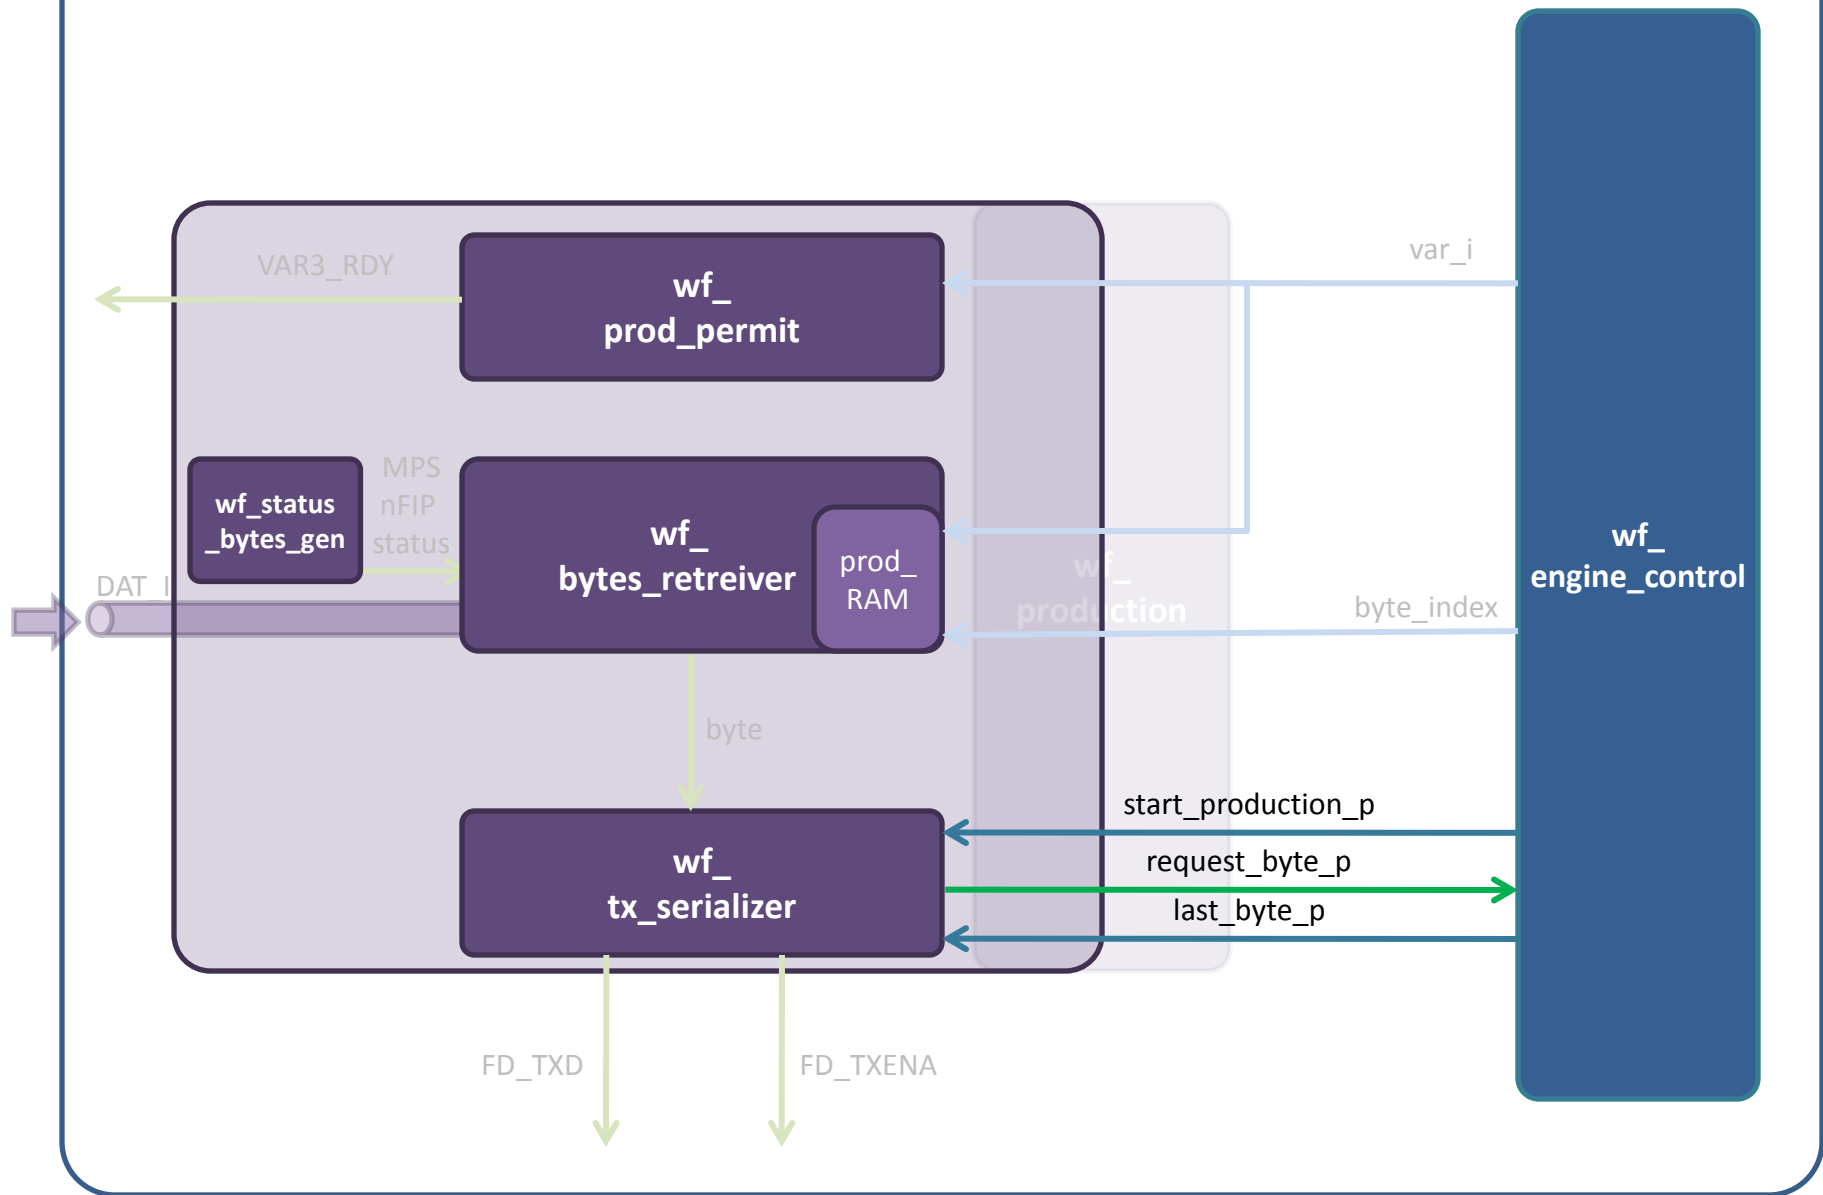 var_i
VAR3_RDY
wf_
prod_permit
MPS
nFIP
status
wf_status
_bytes_gen
wf_
bytes_retreiver
prod_
RAM
wf_
production
wf_
engine_control
DAT_I
byte_index
byte
start_production_p
request_byte_p
last_byte_p
wf_
tx_serializer
FD_TXD
FD_TXENA